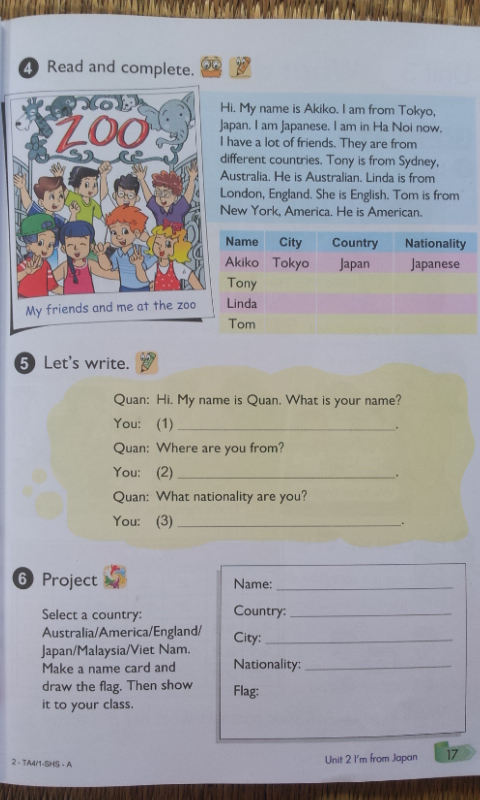 4 Read and complete.
ZOO
My friends and me at the zoo
Hi. My name is Akiko. I am from Tokyo,
Japan. I am Japanese. I am in Ha Noi now.
I have a lot of friends. They are from
different countries. Tony is from Sydney,
Australia. He is Australian. Linda is from
London, England. She is English. Tom is from
New York, America. He is American.
Name City Country Nationality
Akiko Tokyo Japan Japanese
Tony
Linda
Tom
5 Let's write.
Quan: Hi. My name is Quan. What is your name?
You: (1) ____________________.
Quan: Where are you from?
You: (2) ____________________.
Quan: What nationality are you?
You: (3) ____________________.
6 Project
Select a country:
Australia/America/England/
Japan/Malaysia/Viet Nam.
Make a name card and
draw the flag. Then show
it to your class.
Name: ____________________
Country: ____________________
City: ____________________
Nationality: ____________________
Flag:
2 - TA4/1-SHS - A
Unit 2 I'm from Japan 17